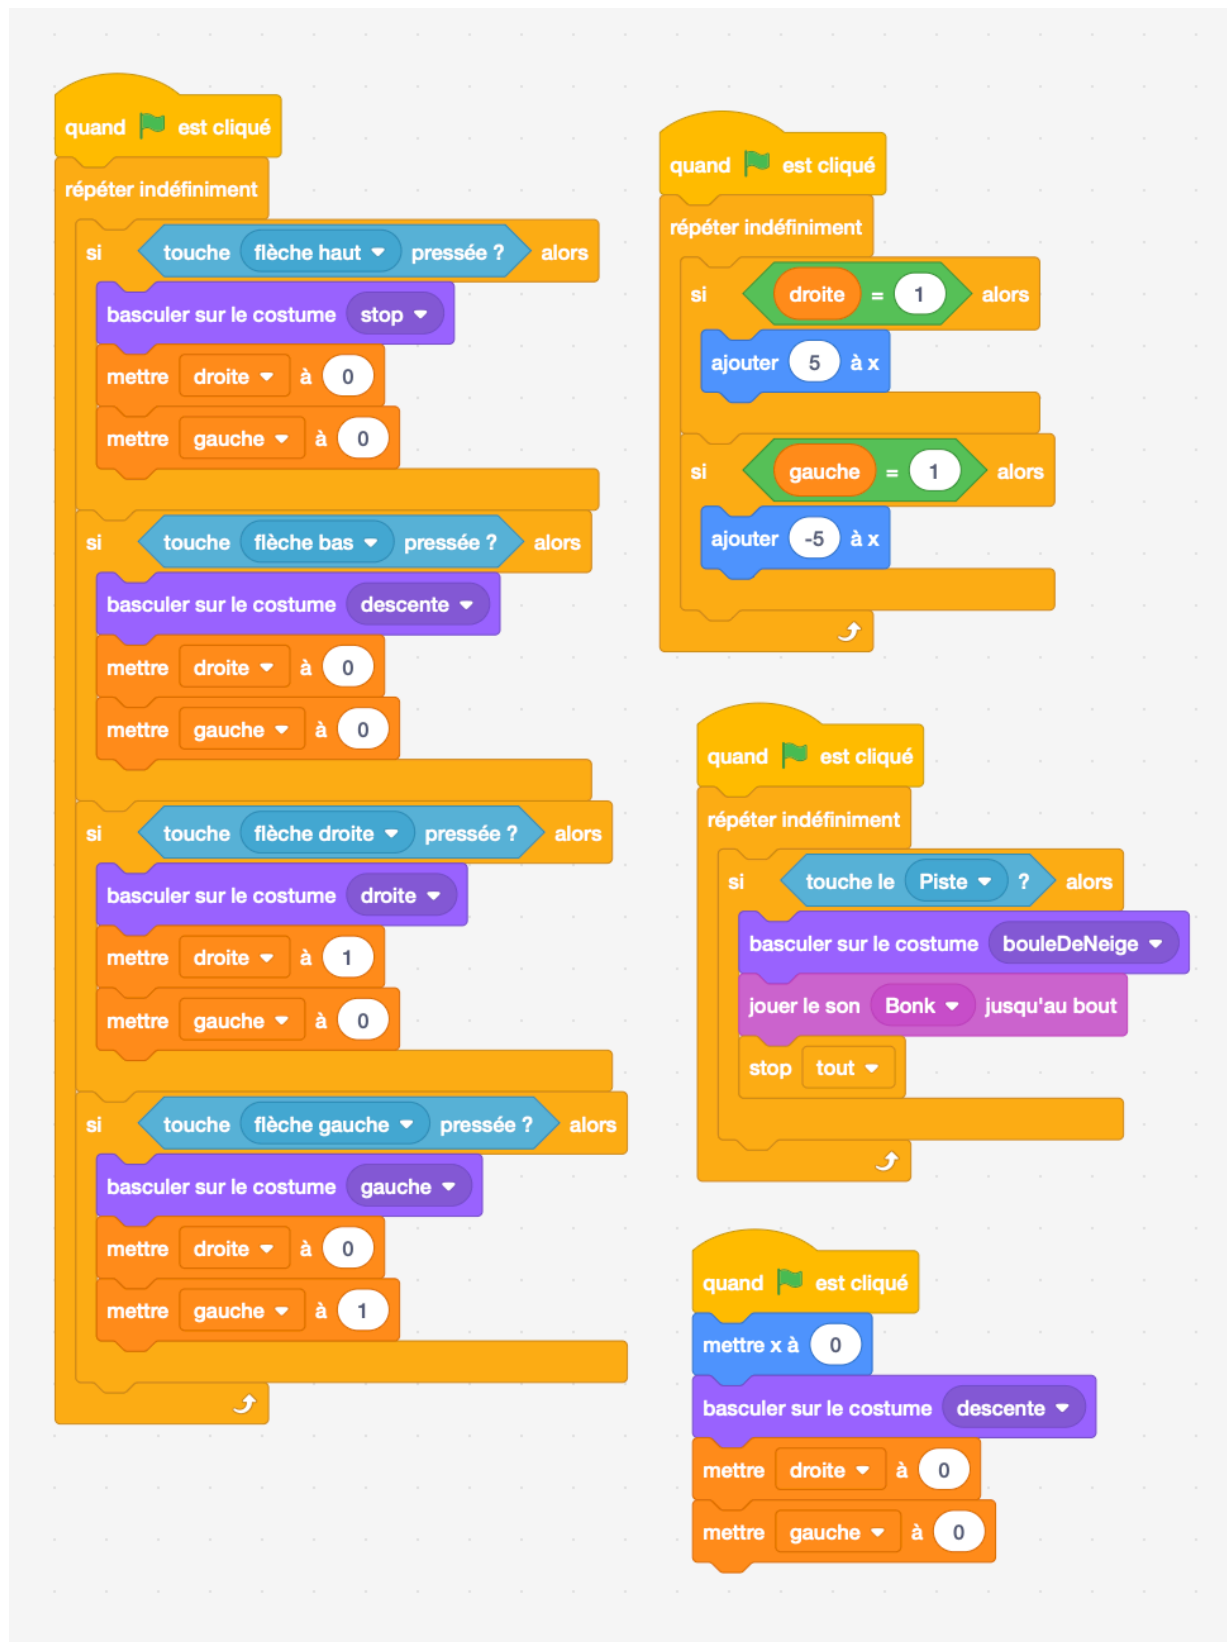 quand est cliqué
répéter indéfiniment
si touche flèche haut pressée ? alors
basculer sur le costume stop
mettre droite à 0
mettre gauche à 0
si touche flèche bas pressée ? alors
basculer sur le costume descente
mettre droite à 0
mettre gauche à 0
si touche flèche droite pressée ? alors
basculer sur le costume droite
mettre droite à 1
mettre gauche à 0
si touche flèche gauche pressée ? alors
basculer sur le costume gauche
mettre droite à 0
mettre gauche à 1
quand est cliqué
répéter indéfiniment
si droite = 1 alors
ajouter 5 à x
si gauche = 1 alors
ajouter -5 à x
quand est cliqué
répéter indéfiniment
si touche le Piste ? alors
basculer sur le costume bouleDeNeige
jouer le son Bonk jusqu'au bout
stop tout
quand est cliqué
mettre x à 0
basculer sur le costume descente
mettre droite à 0
mettre gauche à 0